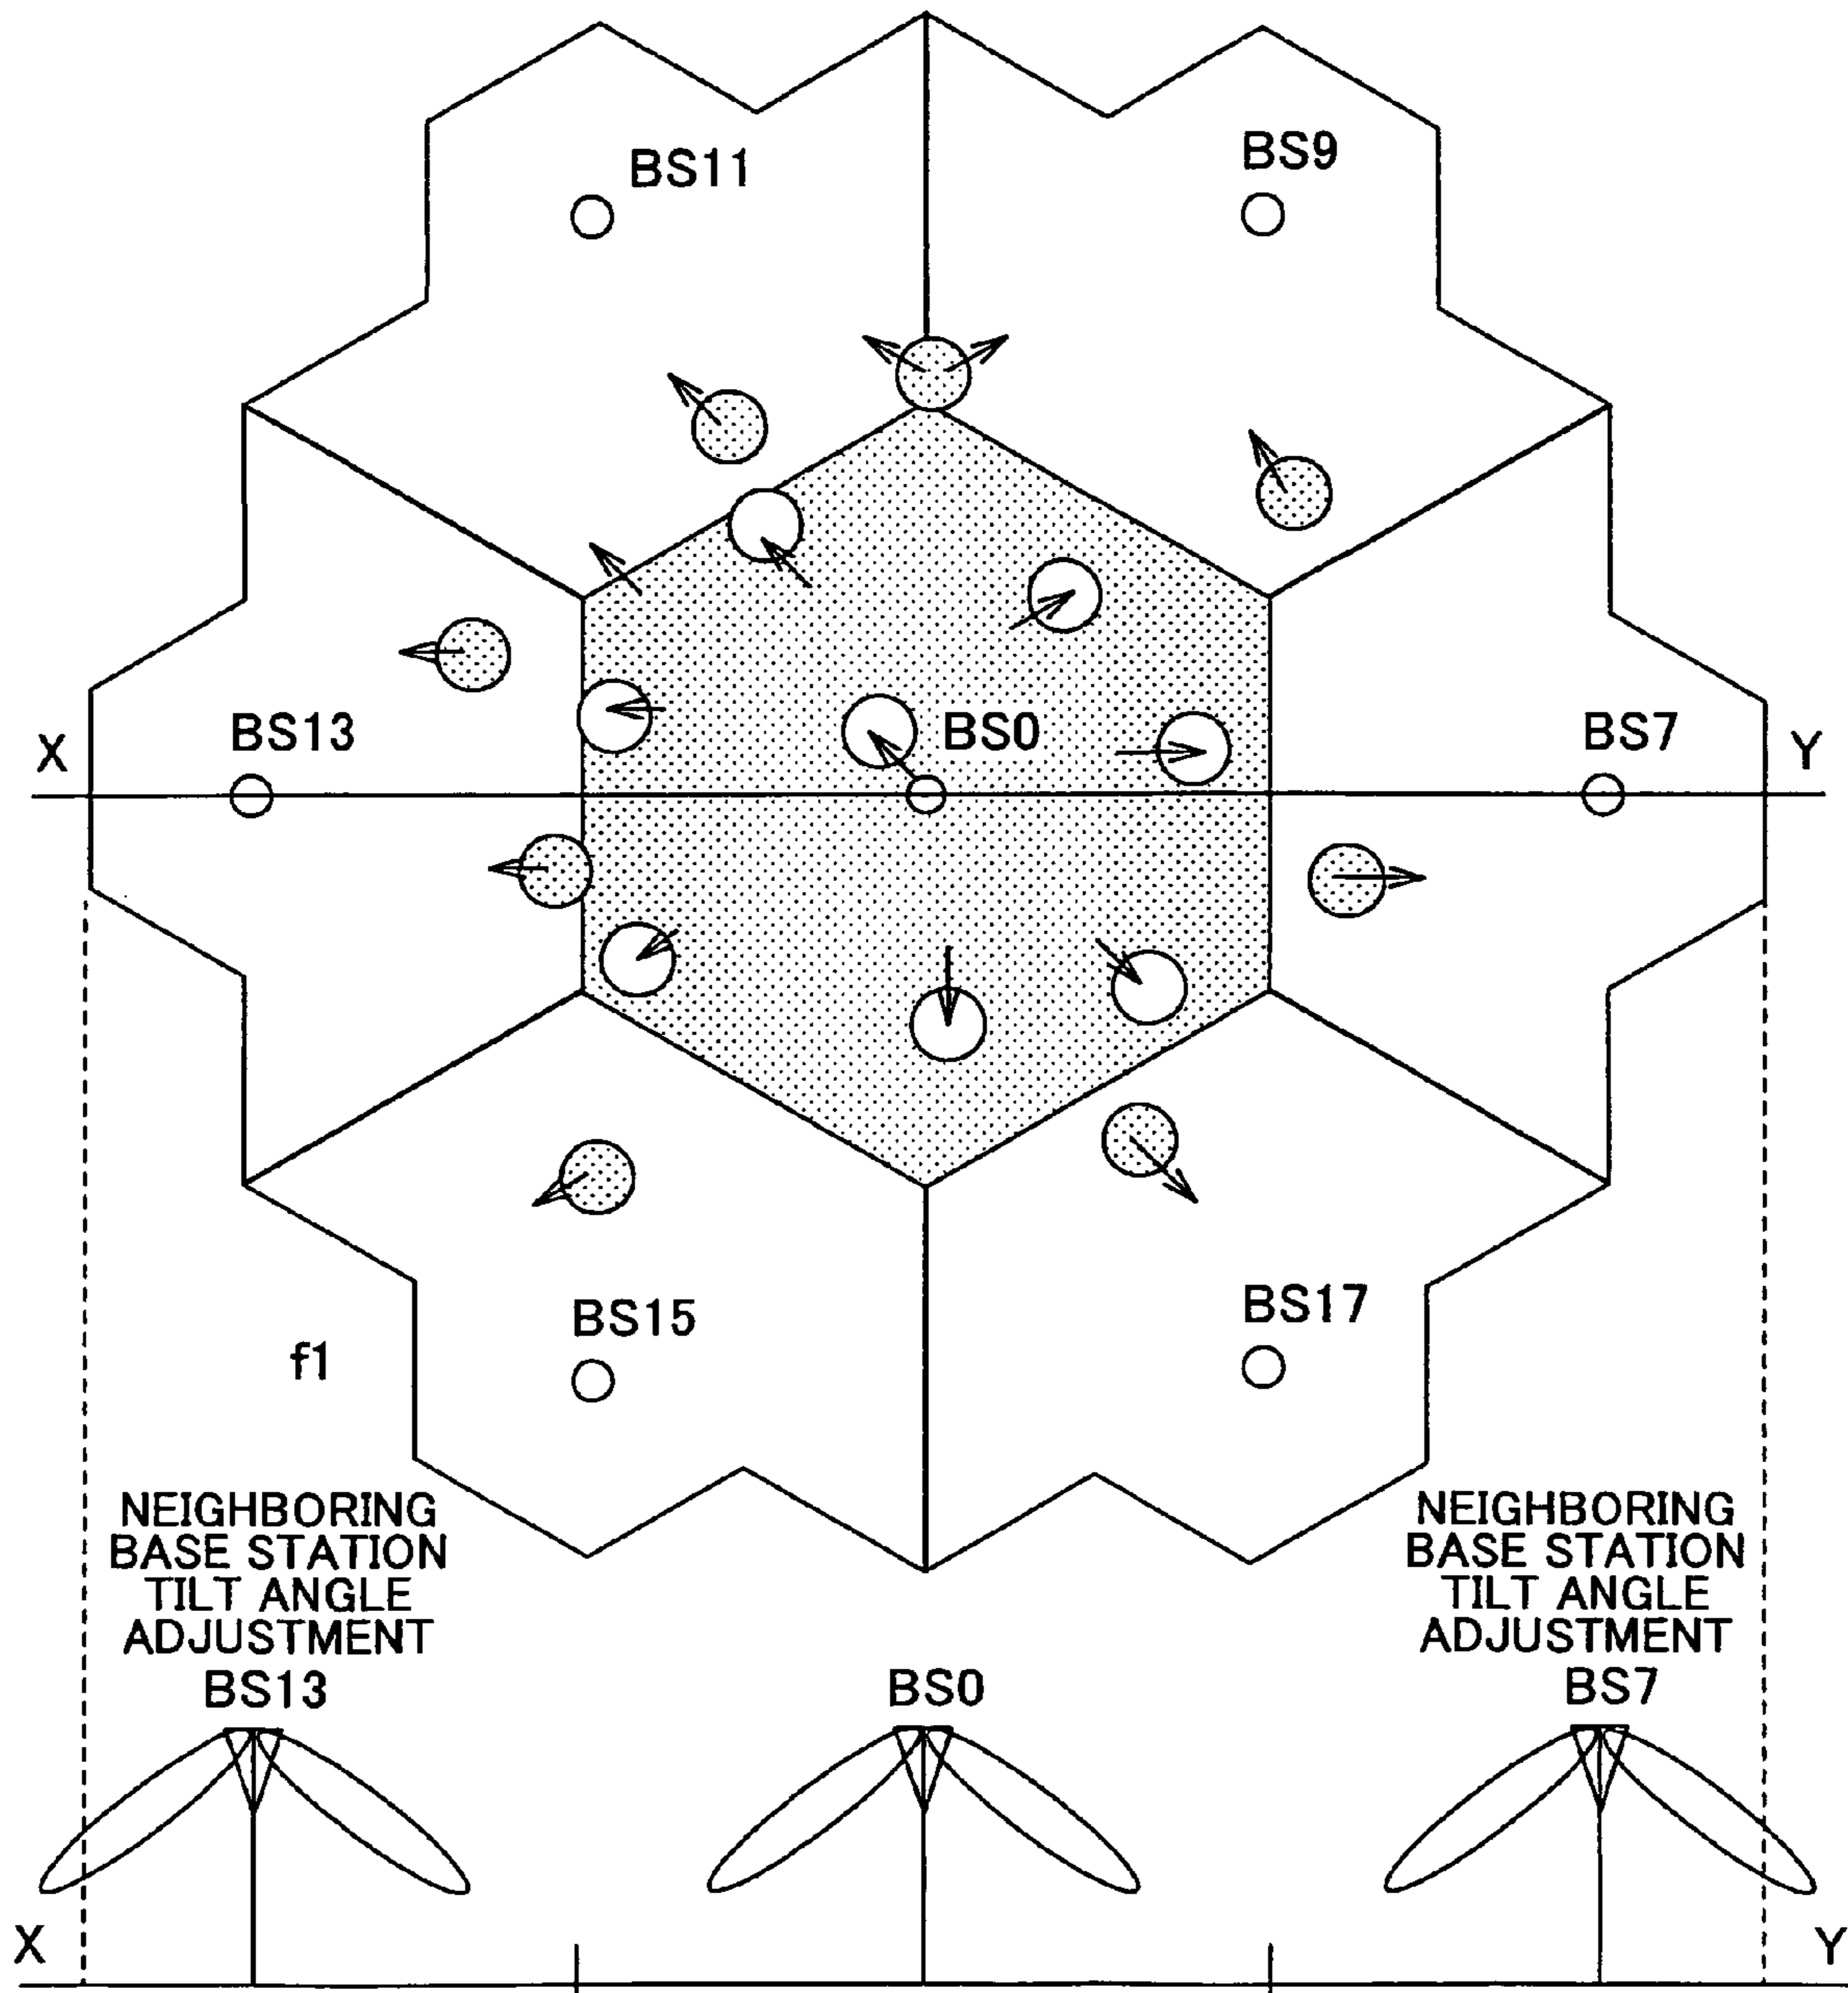 BS11
BS9
X
BS13
BS0
BS7
Y
BS15
BS17
f1
NEIGHBORING
BASE STATION
TILT ANGLE
ADJUSTMENT
BS13
BS0
NEIGHBORING
BASE STATION
TILT ANGLE
ADJUSTMENT
BS7
X
Y